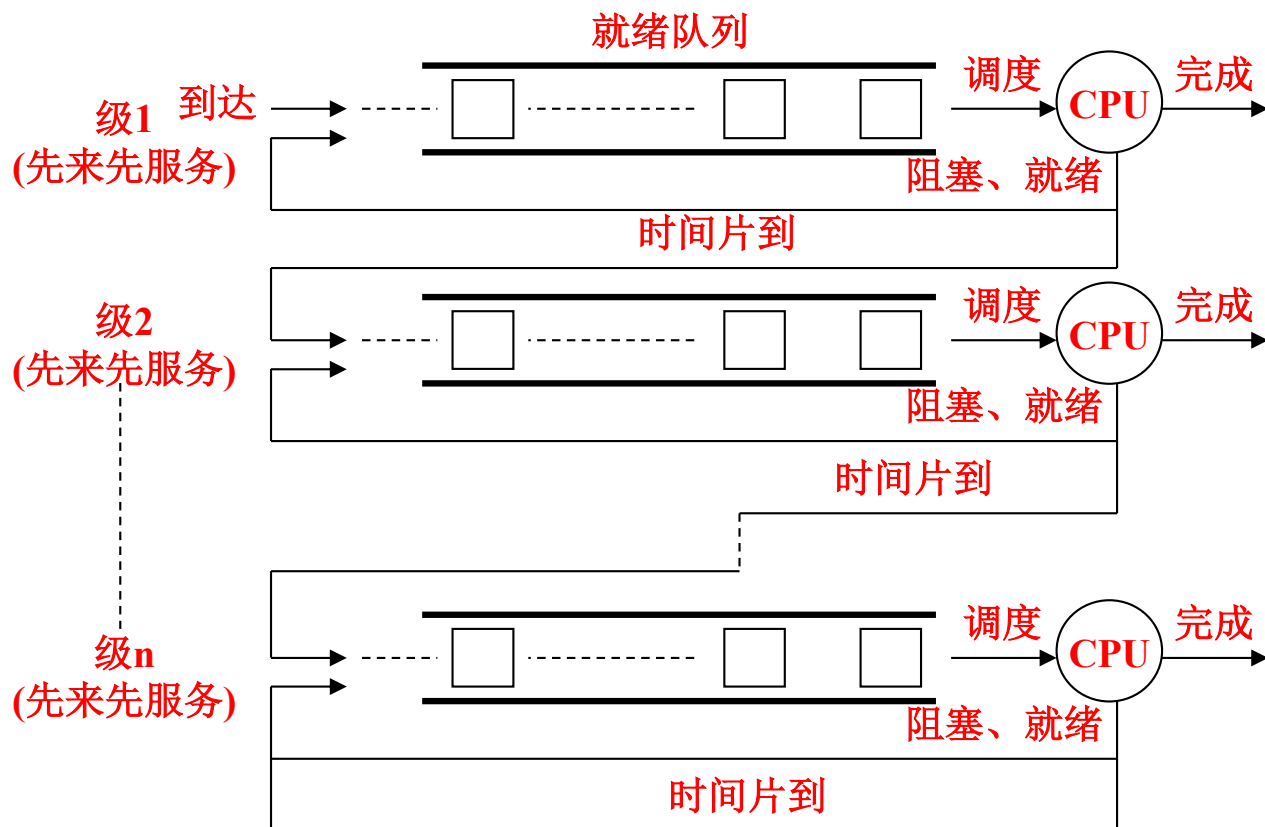 就绪队列
到达
调度
CPU
完成
级1
(先来先服务)
阻塞、就绪
时间片到
级2
(先来先服务)
调度
CPU
完成
阻塞、就绪
时间片到
级n
(先来先服务)
调度
CPU
完成
阻塞、就绪
时间片到